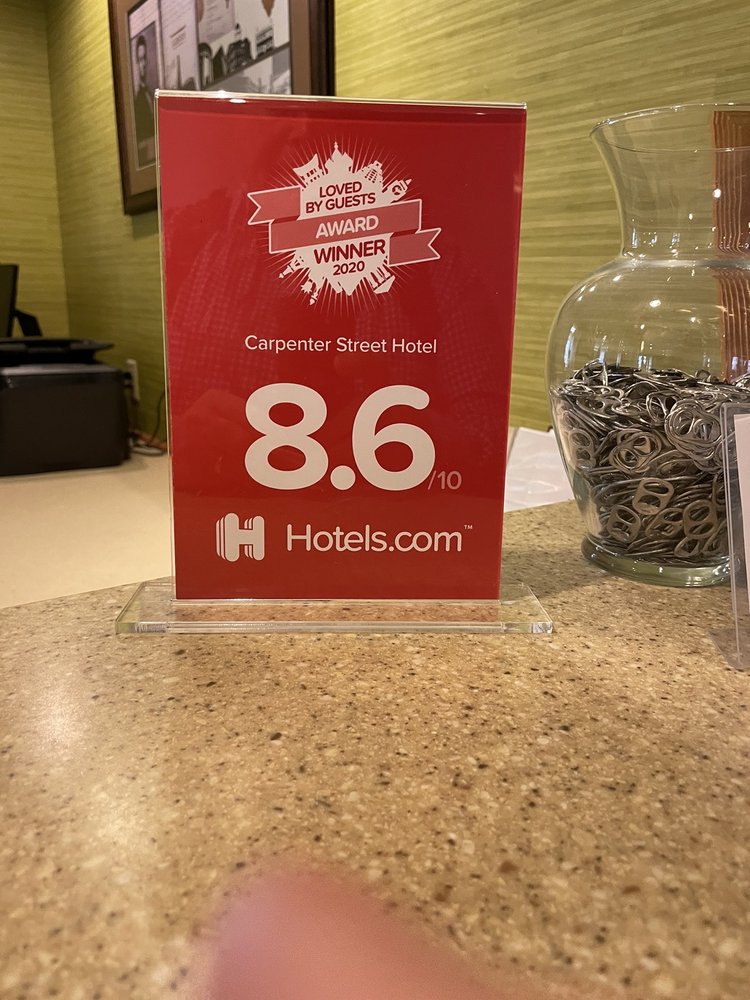 LOVED
BY GUESTS
AWARD
WINNER
2020
Carpenter Street Hotel
8.6/10
Hotels.com™